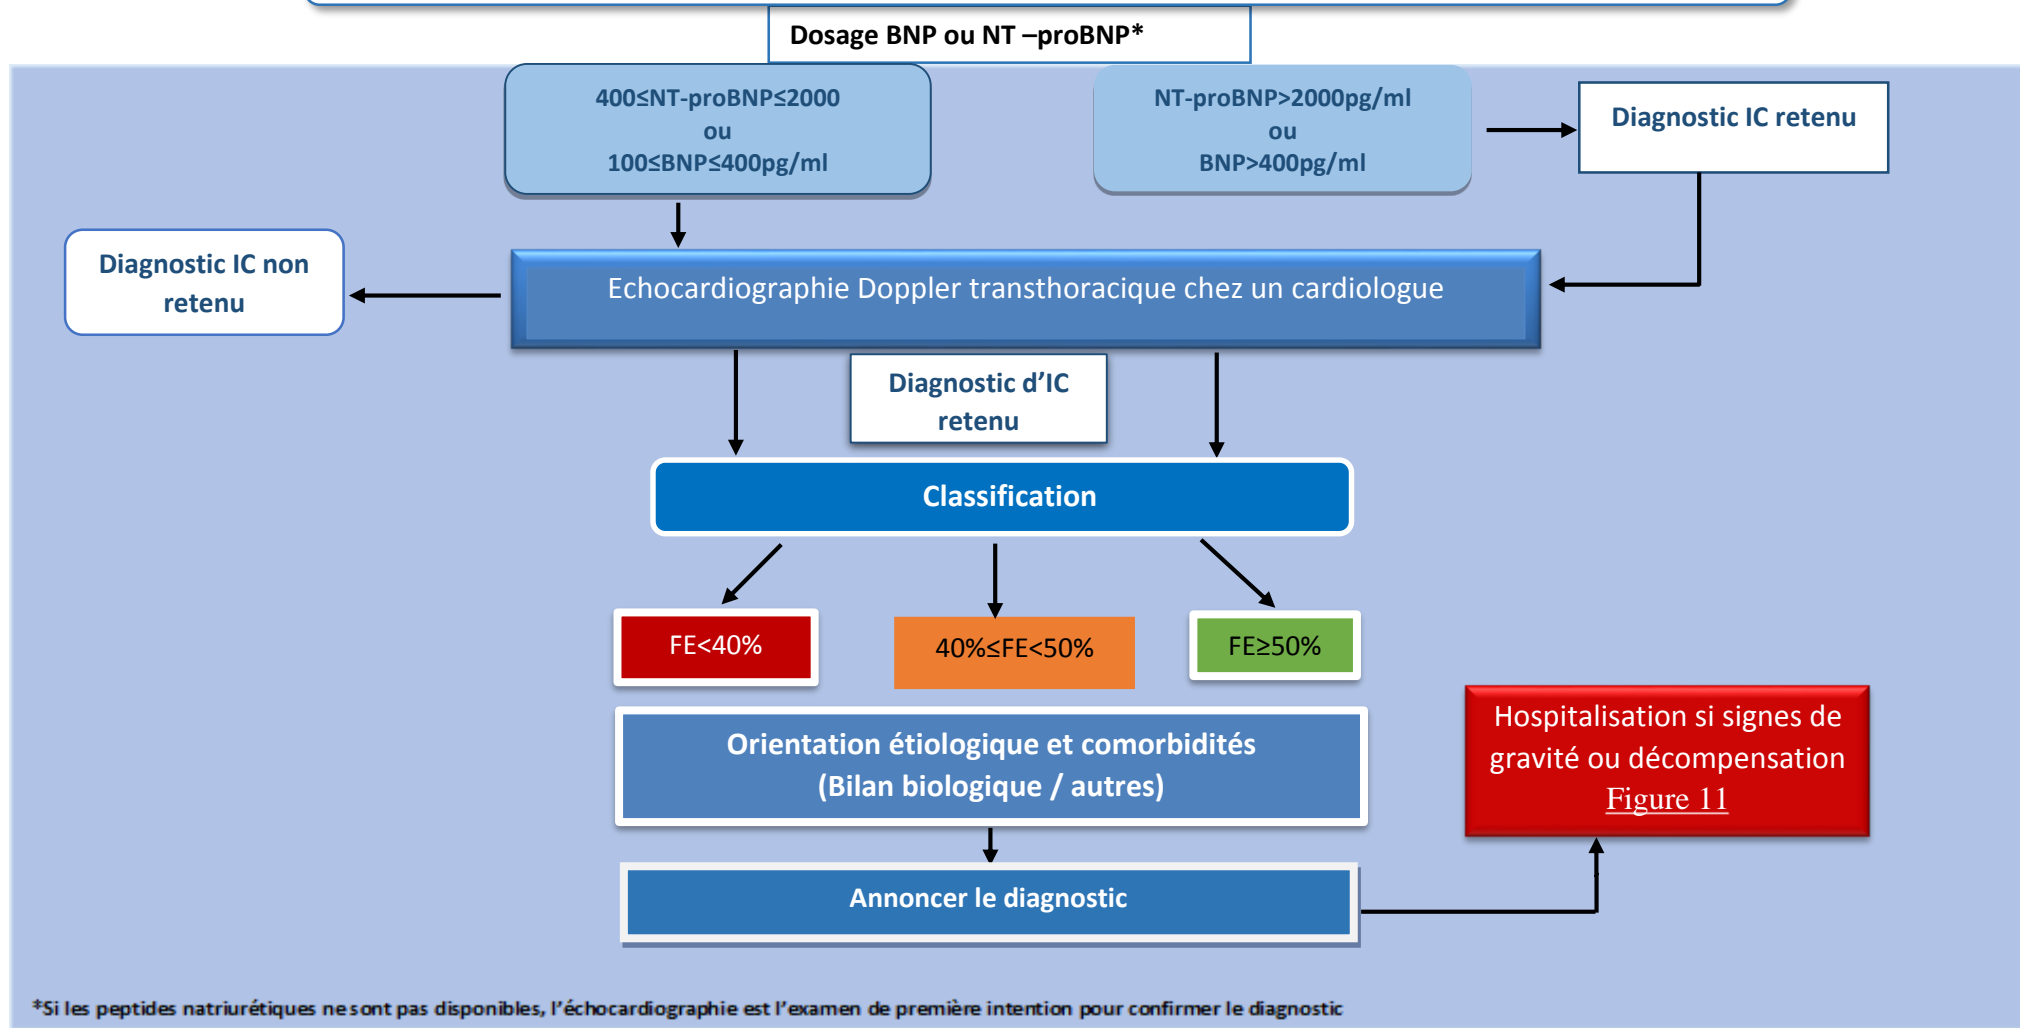 Dosage BNP ou NT –proBNP*
400≤NT-proBNP≤2000
ou
100≤BNP≤400pg/ml
NT-proBNP>2000pg/ml
ou
BNP>400pg/ml
Diagnostic IC retenu
Diagnostic IC non
retenu
Echocardiographie Doppler transthoracique chez un cardiologue
Diagnostic d’IC
retenu
Classification
FE<40%
40%≤FE<50%
FE≥50%
Orientation étiologique et comorbidités
(Bilan biologique / autres)
Hospitalisation si signes de
gravité ou décompensation
Figure 11
Annoncer le diagnostic
*Si les peptides natriurétiques ne sont pas disponibles, l’échocardiographie est l’examen de première intention pour confirmer le diagnostic